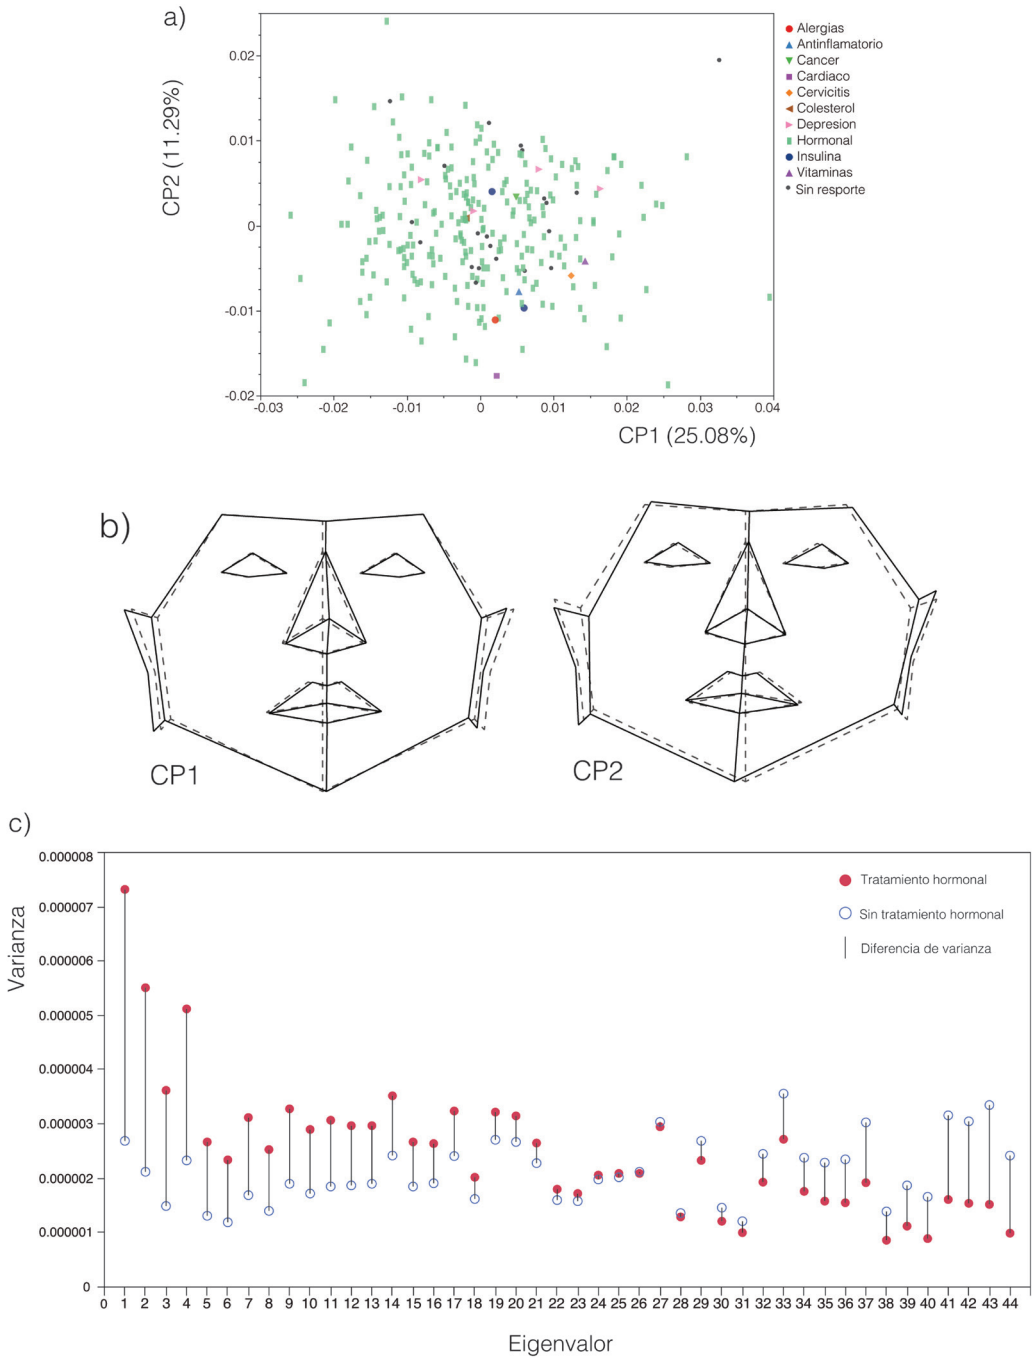 a)
CP2 (11.29%)
0.02
0.01
0
-0.01
-0.02
-0.03
-0.02
-0.01
0
0.01
0.02
0.03
0.04
CP1 (25.08%)
Alergias
Antinflamatorio
Cancer
Cardiaco
Cervicitis
Colesterol
Depresion
Hormonal
Insulina
Vitaminas
Sin resporte
b)
CP1
CP2
c)
Varianza
0.000008
0.000007
0.000006
0.000005
0.000004
0.000003
0.000002
0.000001
0
Tratamiento hormonal
Sin tratamiento hormonal
Diferencia de varianza
0 1 2 3 4 5 6 7 8 9 10 11 12 13 14 15 16 17 18 19 20 21 22 23 24 25 26 27 28 29 30 31 32 33 34 35 36 37 38 39 40 41 42 43 44
Eigenvalor